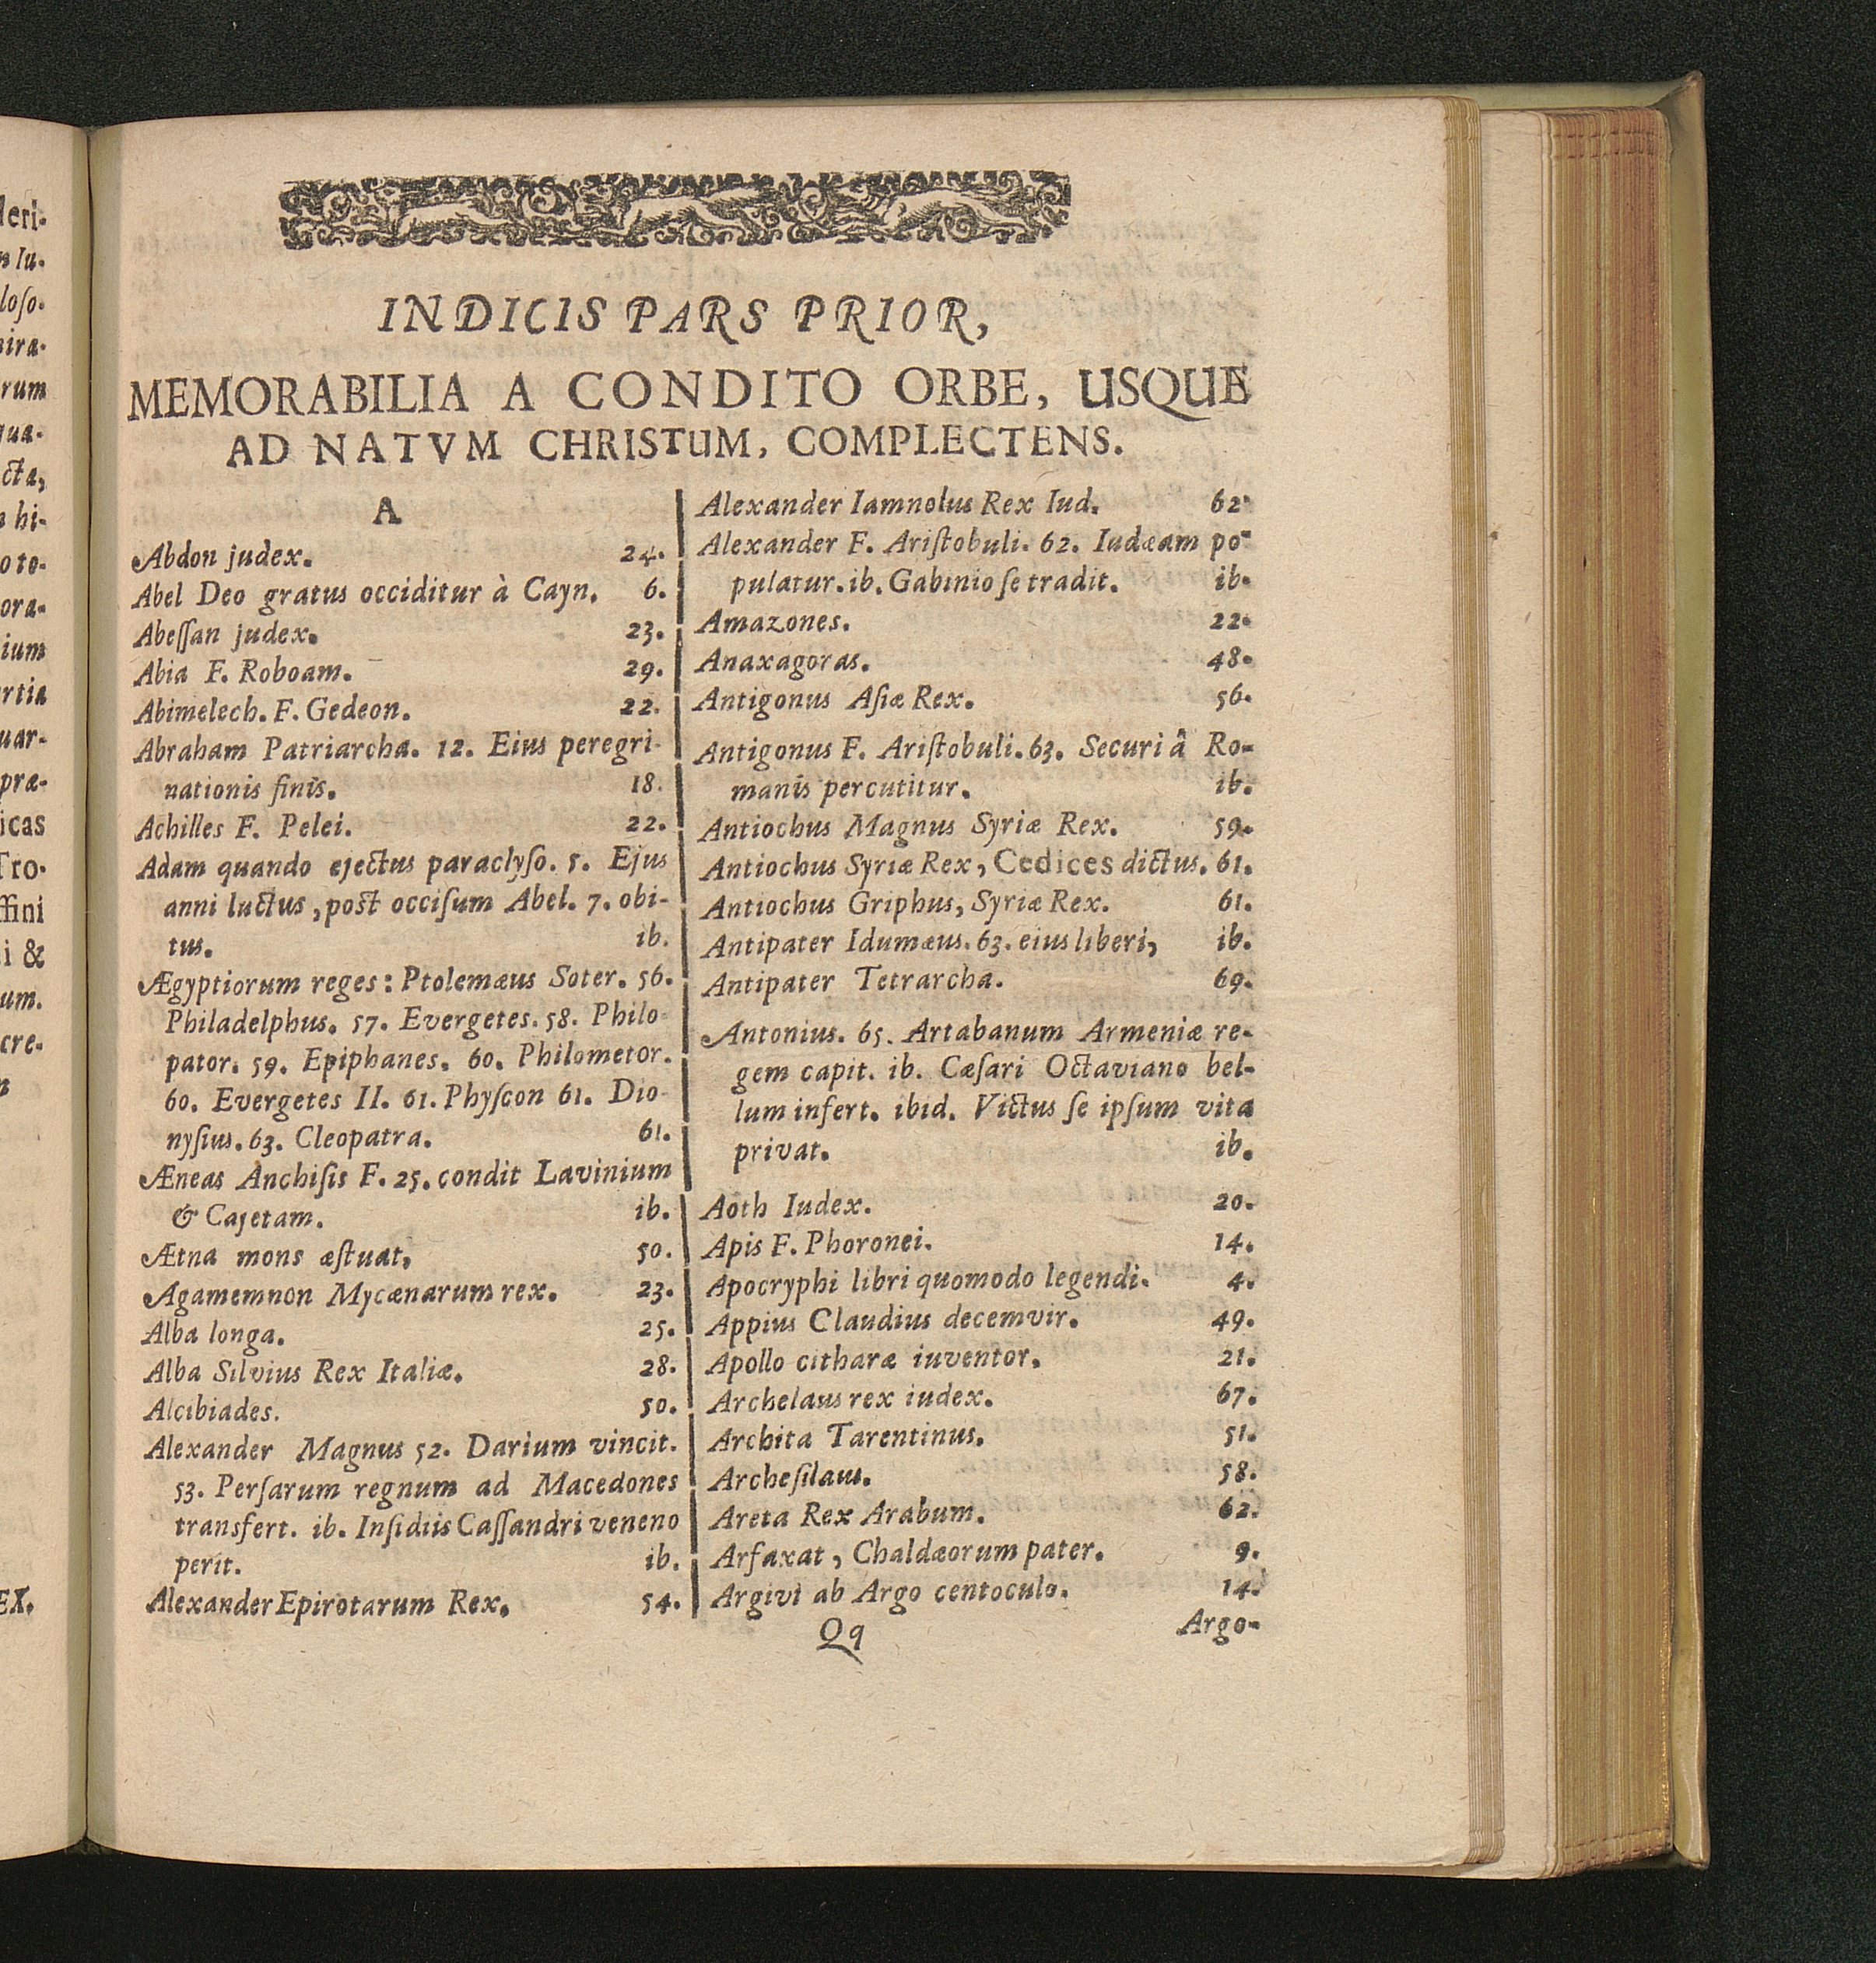 INDICIS PARS PRIOR,
MEMORABILIA A CONDITO ORBE, USQUE
AD NATVM CHRISTUM, COMPLECTENS.
A
Abdon judex. 24.
Abel Deo gratus occiditur à Cayn. 6.
Abeſſan judex. 23.
Abia F. Roboam. 29.
Abimelech. F. Gedeon. 22.
Abraham Patriarcha. 12. Eius peregri-
nationis finis. 18.
Achilles F. Pelei. 22.
Adam quando ejectus paraclyſo. 5. Ejus
anni luctus, poſt occiſum Abel. 7. obi-
tus. ib.
Ægyptiorum reges: Ptolemæus Soter. 56.
Philadelphus. 57. Evergetes. 58. Philo-
pator. 59. Epiphanes. 60. Philometor.
60. Evergetes II. 61. Phyſcon 61. Dio-
nyſius. 63. Cleopatra. 61.
Æneas Anchiſis F. 25. condit Lavinium
& Cajetam. ib.
Ætna mons æſtuat, 50.
Agamemnon Mycænarum rex. 23.
Alba longa. 25.
Alba Silvius Rex Italiæ. 28.
Alcibiades. 50.
Alexander Magnus 52. Darium vincit.
53. Perſarum regnum ad Macedones
transfert. ib. Inſidiis Caſſandri veneno
perit. ib.
Alexander Epirotarum Rex. 54.
Alexander Iamnolus Rex Iud. 62.
Alexander F. Ariſtobuli. 62. Iudæam po-
pulatur. ib. Gabinio ſe tradit. ib.
Amazones. 22.
Anaxagoras. 48.
Antigonus Aſiæ Rex. 56.
Antigonus F. Ariſtobuli. 63. Securi â Ro-
manis percutitur. ib.
Antiochus Magnus Syriæ Rex. 59.
Antiochus Syriæ Rex, Cedices dictus. 61.
Antiochus Griphus, Syriæ Rex. 61.
Antipater Idumæus. 63. eius liberi, ib.
Antipater Tetrarcha. 69.
Antonius. 65. Artabanum Armeniæ re-
gem capit. ib. Cæſari Octaviano bel-
lum infert. ibid. Victus ſe ipſum vita
privat. ib.
Aoth Iudex. 20.
Apis F. Phoronei. 14.
Apocryphi libri quomodo legendi. 4.
Appius Claudius decemvir. 49.
Apollo citharæ iuventor. 21.
Archelaus rex iudex. 67.
Archita Tarentinus. 51.
Archeſilaus. 58.
Areta Rex Arabum. 62.
Arfaxat, Chaldæorum pater. 9.
Argivi ab Argo centoculo. 14.
Qq Argo-